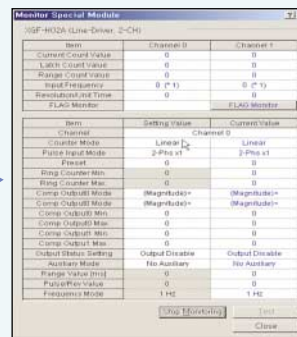 Monitor Special Module
XGF-HO2A (Line-Driver, 2-CH)
Item Channel 0 Channel 1
Current Count Value 0 0
Latch Count Value 0 0
Range Count Value 0 0
Input Frequency 0 (* 1) 0 (* 1)
Resolution/Unit Time 0 0
FLAG Monitor FLAG Monitor
Item Setting Value Current Value
Channel Channel 0
Counter Mode Linear Linear
Pulse Input Mode 2-Phs x1 2-Phs x1
Preset 0 0
Ring Counter Min. 0 0
Ring Counter Max. 0 0
Comp Output0 Mode (Magnitude)< (Magnitude)<
Comp Output1 Mode (Magnitude)< (Magnitude)<
Comp Output0 Min. 0 0
Comp Output0 Max. 0 0
Comp Output1 Min. 0 0
Comp Output1 Max. 0 0
Output Status Setting Output Disable Output Disable
Auxiliary Mode No Auxiliary No Auxiliary
Range Value [ms] 0 0
Pulse/Rev Value 0 0
Frequency Mode 1 Hz 1 Hz
Stop Monitoring Test
Close